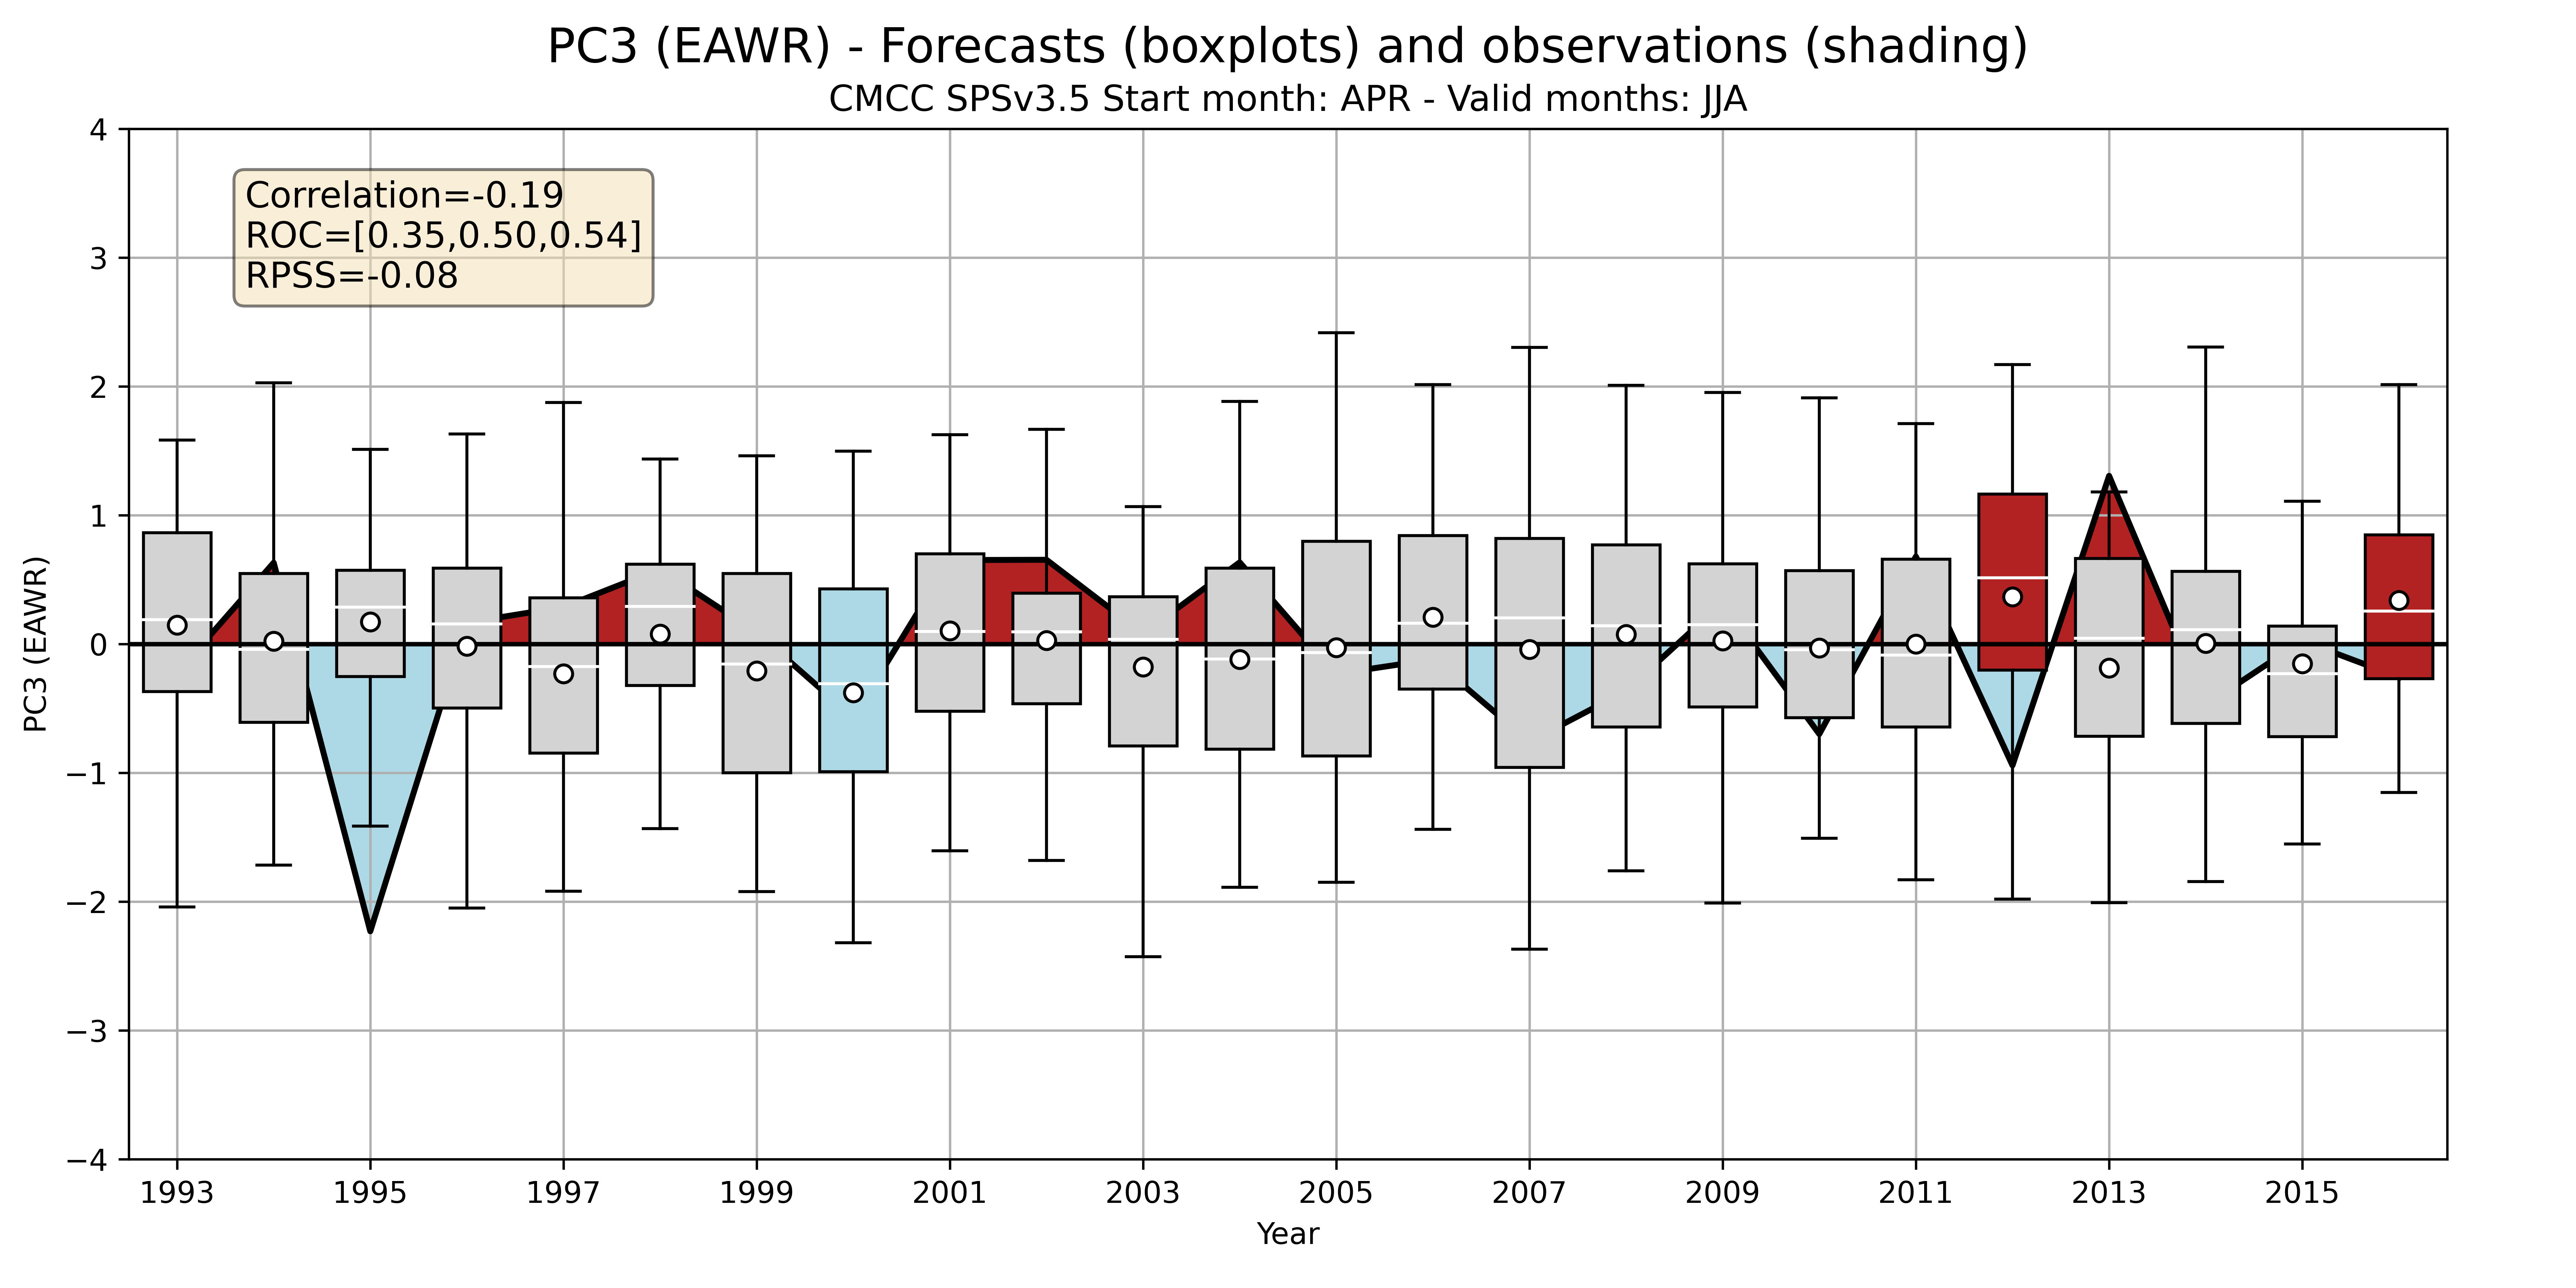 PC3 (EAWR) - Forecasts (boxplots) and observations (shading)
CMCC SPSv3.5 Start month: APR - Valid months: JJA
Correlation=-0.19
ROC=[0.35,0.50,0.54]
RPSS=-0.08
PC3 (EAWR)
4
3
2
1
0
−1
−2
−3
−4
1993 1995 1997 1999 2001 2003 2005 2007 2009 2011 2013 2015
Year